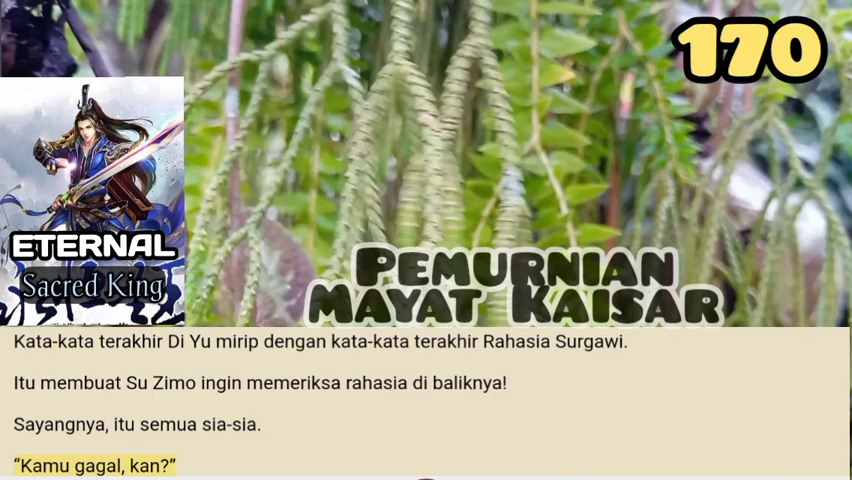 170
ETERNAL
Sacred King
PEMURNIAN
MAYAT KAISAR
Kata-kata terakhir Di Yu mirip dengan kata-kata terakhir Rahasia Surgawi.
Itu membuat Su Zimo ingin memeriksa rahasia di baliknya!
Sayangnya, itu semua sia-sia.
“Kamu gagal, kan?”